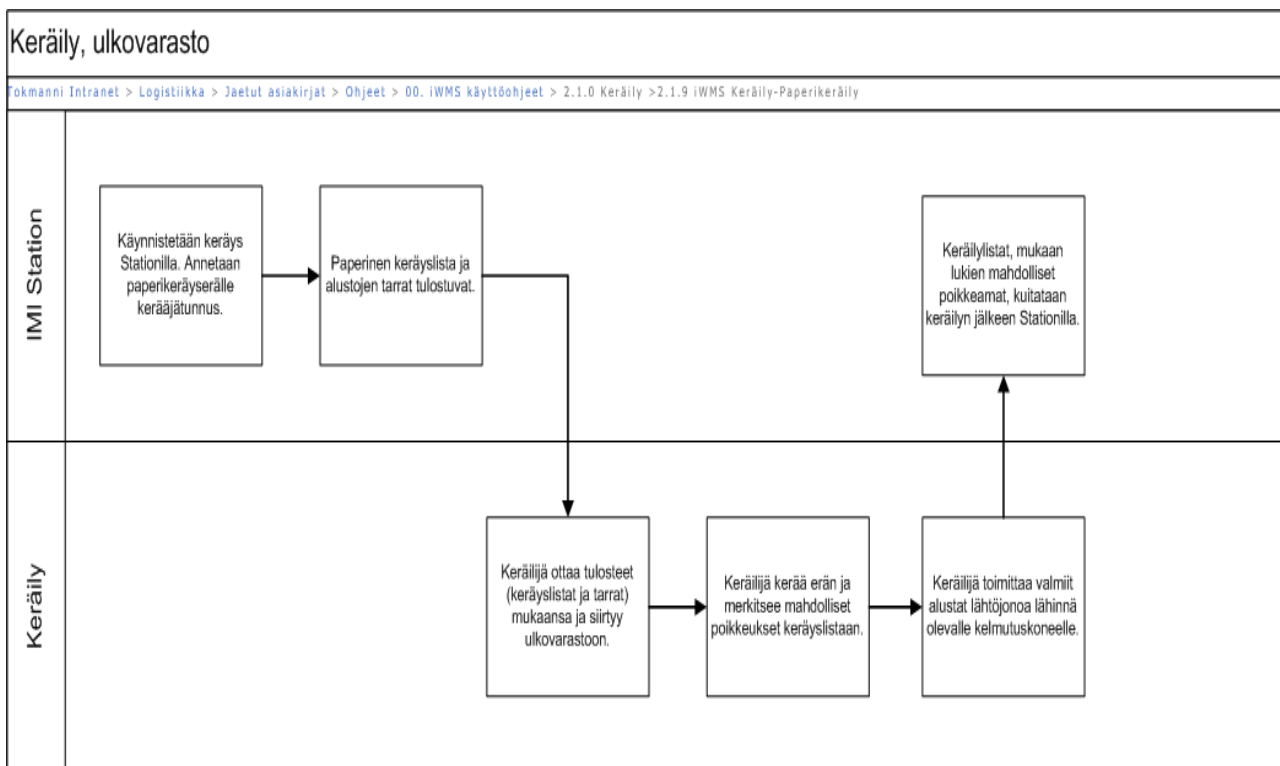 Keräily, ulkovarasto
Tokmanni Intranet > Logistiikka > Jaetut asiakirjat > Ohjeet > 00. iWMS käyttöohjeet > 2.1.0 Keräily >2.1.9 iWMS Keräily-Paperikeräily
IMI Station
Käynnistetään keräys
Stationilla. Annetaan
paperikeräyserälle
kerääjätunnus.
Paperinen keräyslista ja
alustojen tarrat tulostuvat.
Keräilylistat, mukaan
lukien mahdolliset
poikkeamat, kuitataan
keräilyn jälkeen Stationilla.
Keräily
Keräilijä ottaa tulosteet
(keräyslistat ja tarrat)
mukaansa ja siirtyy
ulkovarastoon.
Keräilijä kerää erän ja
merkitsee mahdolliset
poikkeukset keräyslistaan.
Keräilijä toimittaa valmiit
alustat lähtöjonoa lähinnä
olevalle kelmutuskoneelle.